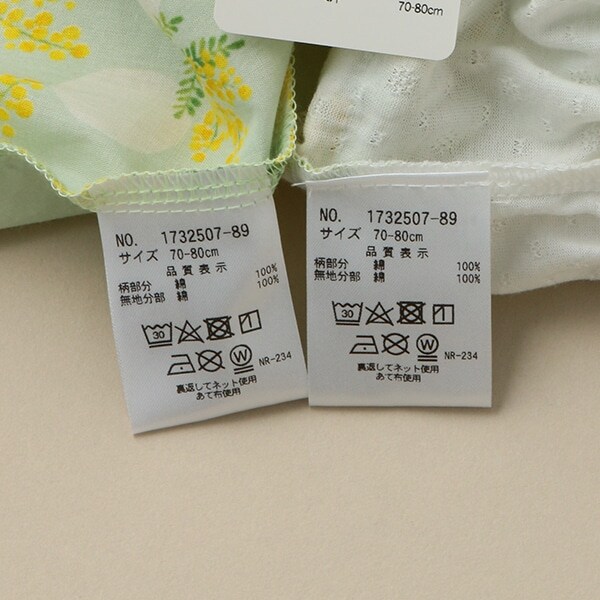 70-80cm
NO. 1732507-89
サイズ 70-80cm
品質表示
柄部分 綿 100%
無地分部 綿 100%
30
W NR-234
裏返してネット使用
あて布使用
NO. 1732507-89
サイズ 70-80cm
品質表示
柄部分 綿 100%
無地分部 綿 100%
30
W NR-234
裏返してネット使用
あて布使用